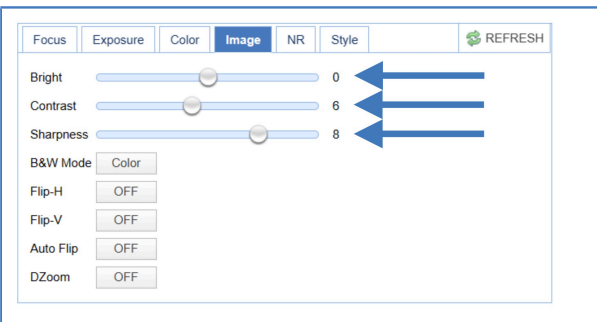 Focus Exposure Color Image NR Style REFRESH
Bright 0
Contrast 6
Sharpness 8
B&W Mode Color
Flip-H OFF
Flip-V OFF
Auto Flip OFF
DZoom OFF